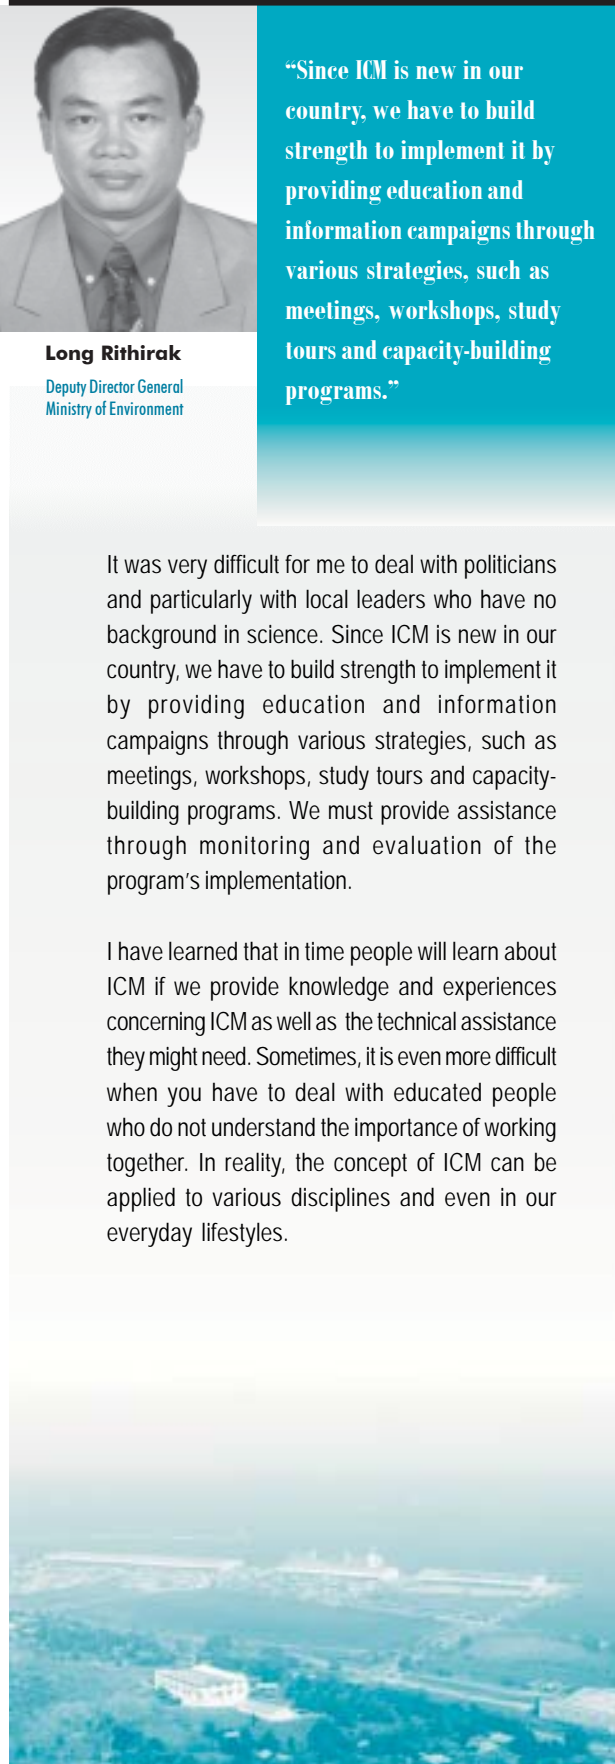 “Since ICM is new in our
country, we have to build
strength to implement it by
providing education and
information campaigns through
various strategies, such as
meetings, workshops, study
tours and capacity-building
programs.”
Long Rithirak
Deputy Director General
Ministry of Environment
It was very difficult for me to deal with politicians
and particularly with local leaders who have no
background in science. Since ICM is new in our
country, we have to build strength to implement it
by providing education and information
campaigns through various strategies, such as
meetings, workshops, study tours and capacity-
building programs. We must provide assistance
through monitoring and evaluation of the
program’s implementation.
I have learned that in time people will learn about
ICM if we provide knowledge and experiences
concerning ICM as well as the technical assistance
they might need. Sometimes, it is even more difficult
when you have to deal with educated people
who do not understand the importance of working
together. In reality, the concept of ICM can be
applied to various disciplines and even in our
everyday lifestyles.